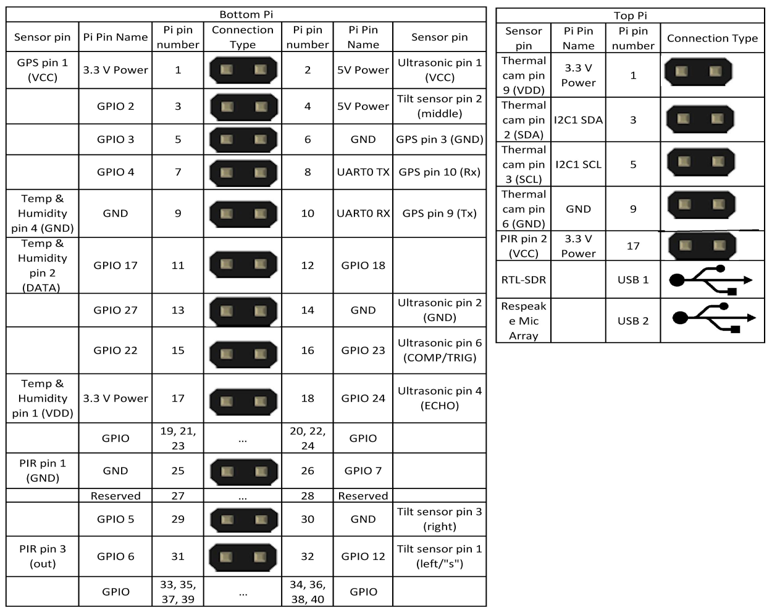 Bottom Pi
Sensor pin Pi Pin Name Pi pin number Connection Type Pi pin number Pi Pin Name Sensor pin
GPS pin 1 (VCC) 3.3 V Power 1 2 5V Power Ultrasonic pin 1 (VCC)
GPIO 2 3 4 5V Power Tilt sensor pin 2 (middle)
GPIO 3 5 6 GND GPS pin 3 (GND)
GPIO 4 7 8 UART0 TX GPS pin 10 (Rx)
Temp & Humidity pin 4 (GND) GND 9 10 UART0 RX GPS pin 9 (Tx)
Temp & Humidity pin 2 (DATA) GPIO 17 11 12 GPIO 18
GPIO 27 13 14 GND Ultrasonic pin 2 (GND)
GPIO 22 15 16 GPIO 23 Ultrasonic pin 6 (COMP/TRIG)
Temp & Humidity pin 1 (VDD) 3.3 V Power 17 18 GPIO 24 Ultrasonic pin 4 (ECHO)
GPIO 19, 21, 23 ... 20, 22, 24 GPIO
PIR pin 1 (GND) GND 25 26 GPIO 7
Reserved 27 ... 28 Reserved
GPIO 5 29 30 GND Tilt sensor pin 3 (right)
PIR pin 3 (out) GPIO 6 31 32 GPIO 12 Tilt sensor pin 1 (left/"s")
GPIO 33, 35, 37, 39 ... 34, 36, 38, 40 GPIO
Top Pi
Sensor pin Pi Pin Name Pi pin number Connection Type
Thermal cam pin 9 (VDD) 3.3 V Power 1
Thermal cam pin 2 (SDA) I2C1 SDA 3
Thermal cam pin 3 (SCL) I2C1 SCL 5
Thermal cam pin 6 (GND) GND 9
PIR pin 2 (VCC) 3.3 V Power 17
RTL-SDR USB 1
Respeake Mic Array USB 2